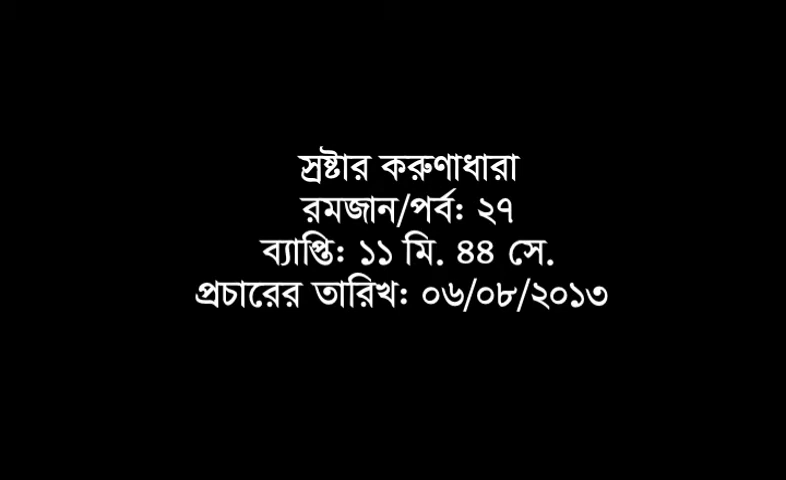 স্রষ্টার করুণাধারা
রমজান/পর্ব: ২৭
ব্যাপ্তি: ১১ মি. ৪৪ সে.
প্রচারের তারিখ: ০৬/০৮/২০১৩